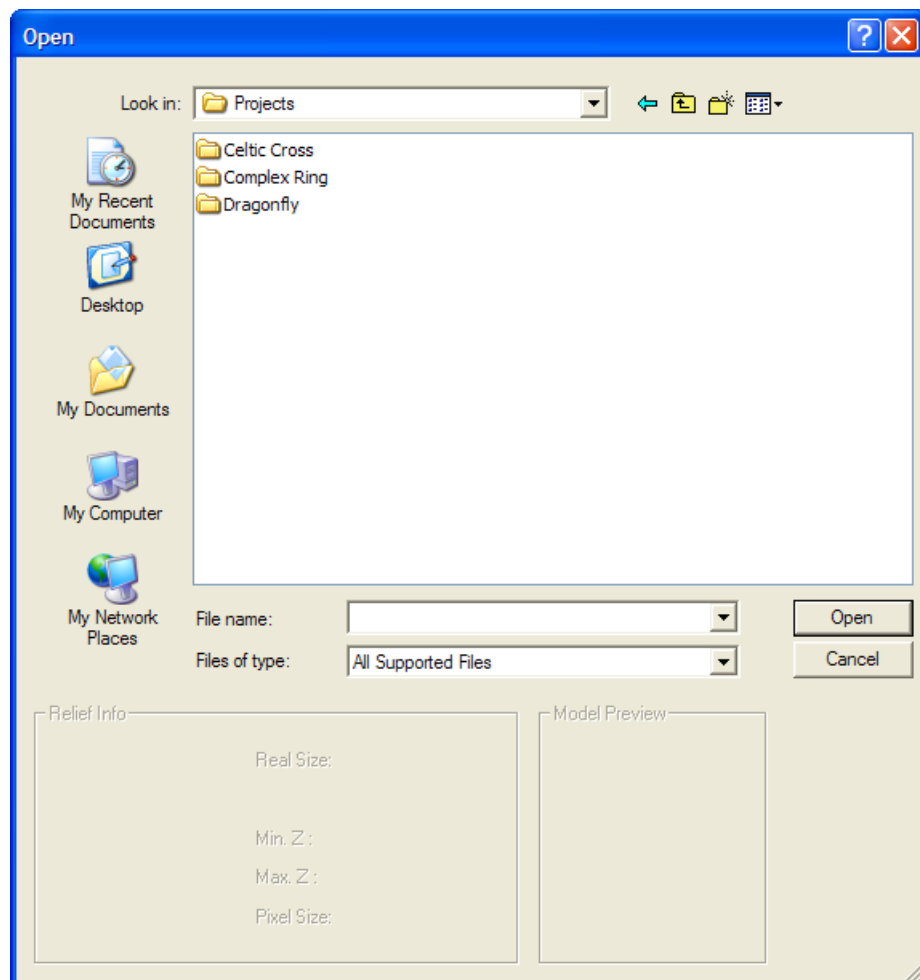 Open
Look in:
Projects
My Recent
Documents
Desktop
My Documents
My Computer
My Network
Places
Celtic Cross
Complex Ring
Dragonfly
File name:
Open
Files of type:
All Supported Files
Cancel
Relief Info
Real Size:
Min. Z :
Max. Z :
Pixel Size:
Model Preview